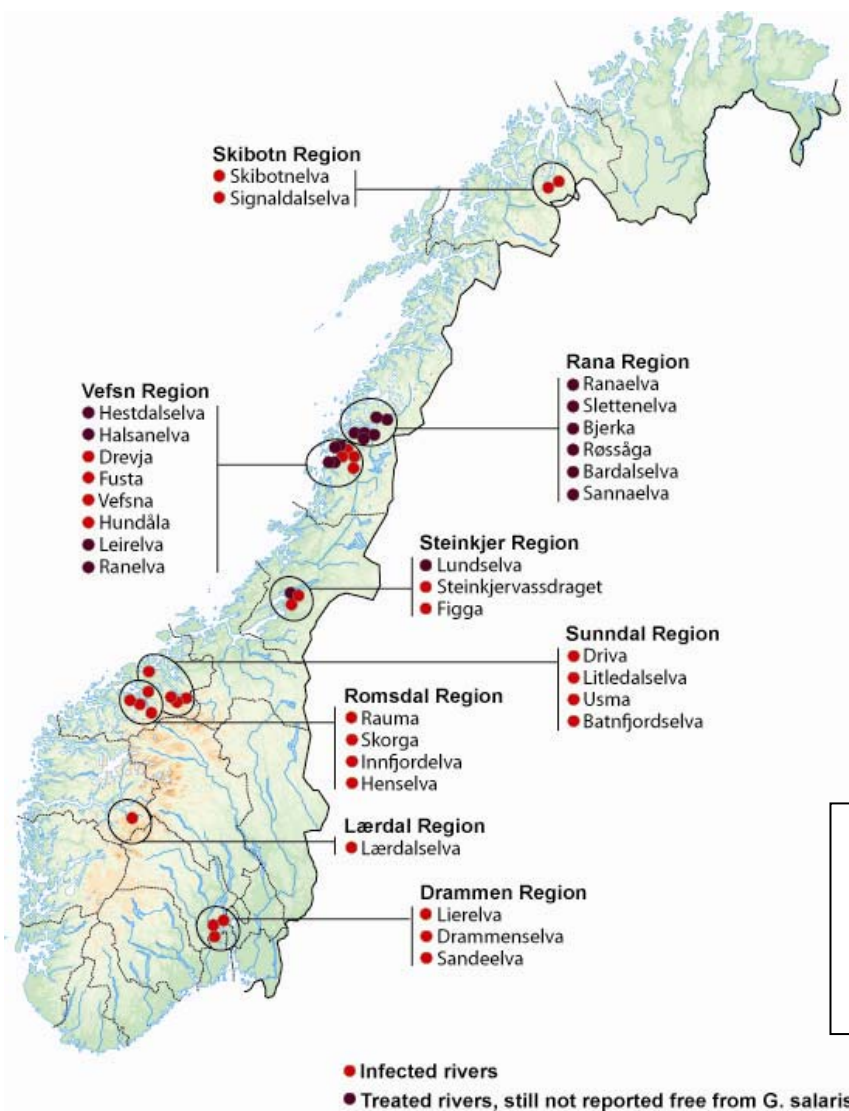 Skibotn Region
Skibotnelva
Signaldalselva
Rana Region
Ranaelva
Slettenelva
Bjerka
Røssåga
Bardalselva
Sannaelva
Vefsn Region
Hestdalselva
Halsanelva
Drevja
Fusta
Vefsna
Hundåla
Leirelva
Ranelva
Steinkjer Region
Lundselva
Steinkjervassdraget
Figga
Sunndal Region
Driva
Litledalselva
Usma
Batnfjordselva
Romsdal Region
Rauma
Skorga
Innfjordelva
Henselva
Lærdal Region
Lærdalselva
Drammen Region
Lierelva
Drammenselva
Sandeelva
Infected rivers
Treated rivers, still not reported free from G. salaris